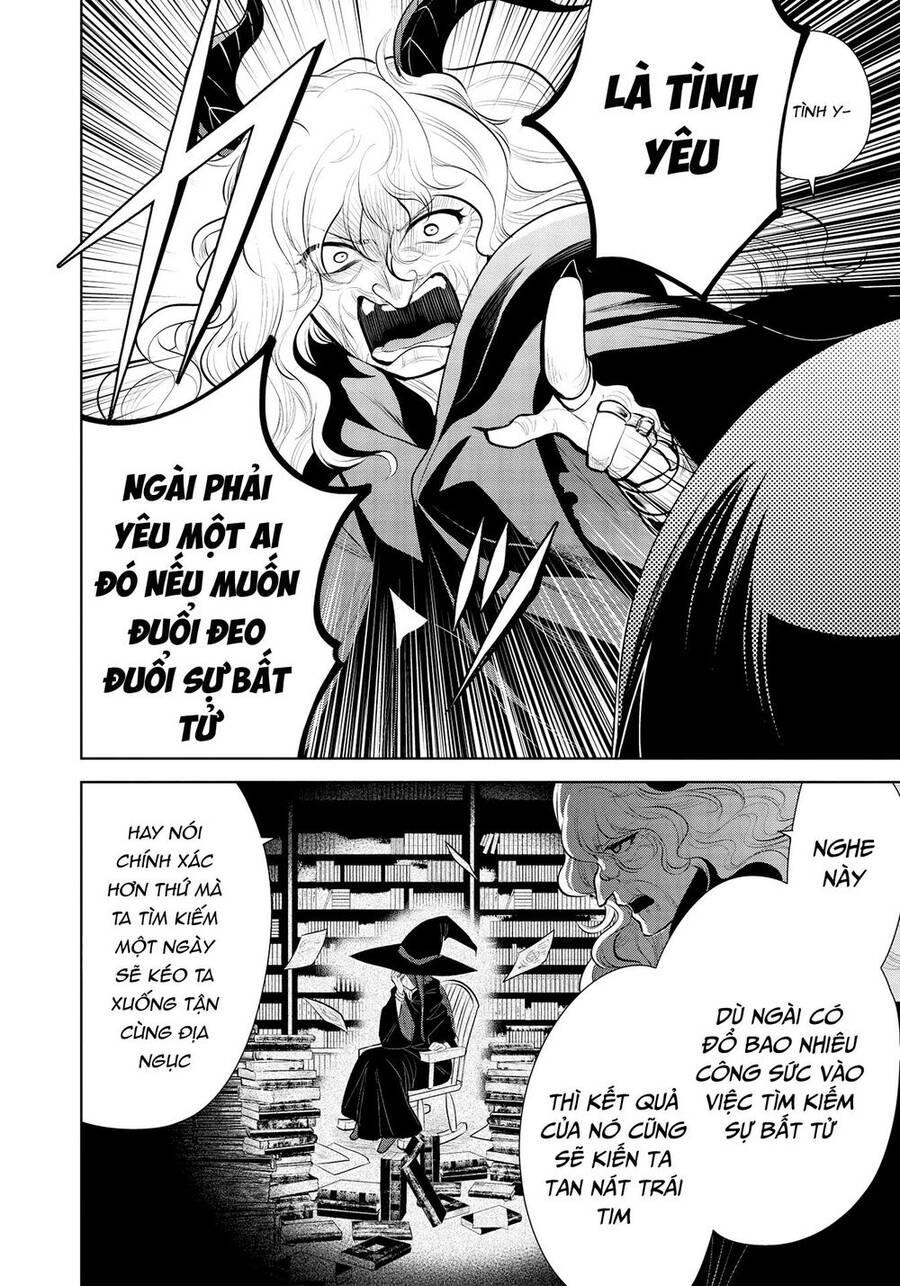 TÌNH Y-
LÀ TÌNH
YÊU
NGÀI PHẢI
YÊU MỘT AI
ĐÓ NẾU MUỐN
ĐUỔI ĐEO
ĐUỔI SỰ BẤT
TỬ
NGHE
NÀY
DÙ NGÀI CÓ
ĐỔ BAO NHIÊU
CÔNG SỨC VÀO
VIỆC TÌM KIẾM
SỰ BẤT TỬ
THÌ KẾT QUẢ
CỦA NÓ CŨNG
SẼ KIẾN TA
TAN NÁT TRÁI
TIM
HAY NÓI
CHÍNH XÁC
HƠN THỨ MÀ
TA TÌM KIẾM
MỘT NGÀY
SẼ KÉO TA
XUỐNG TẬN
CÙNG ĐỊA
NGỤC